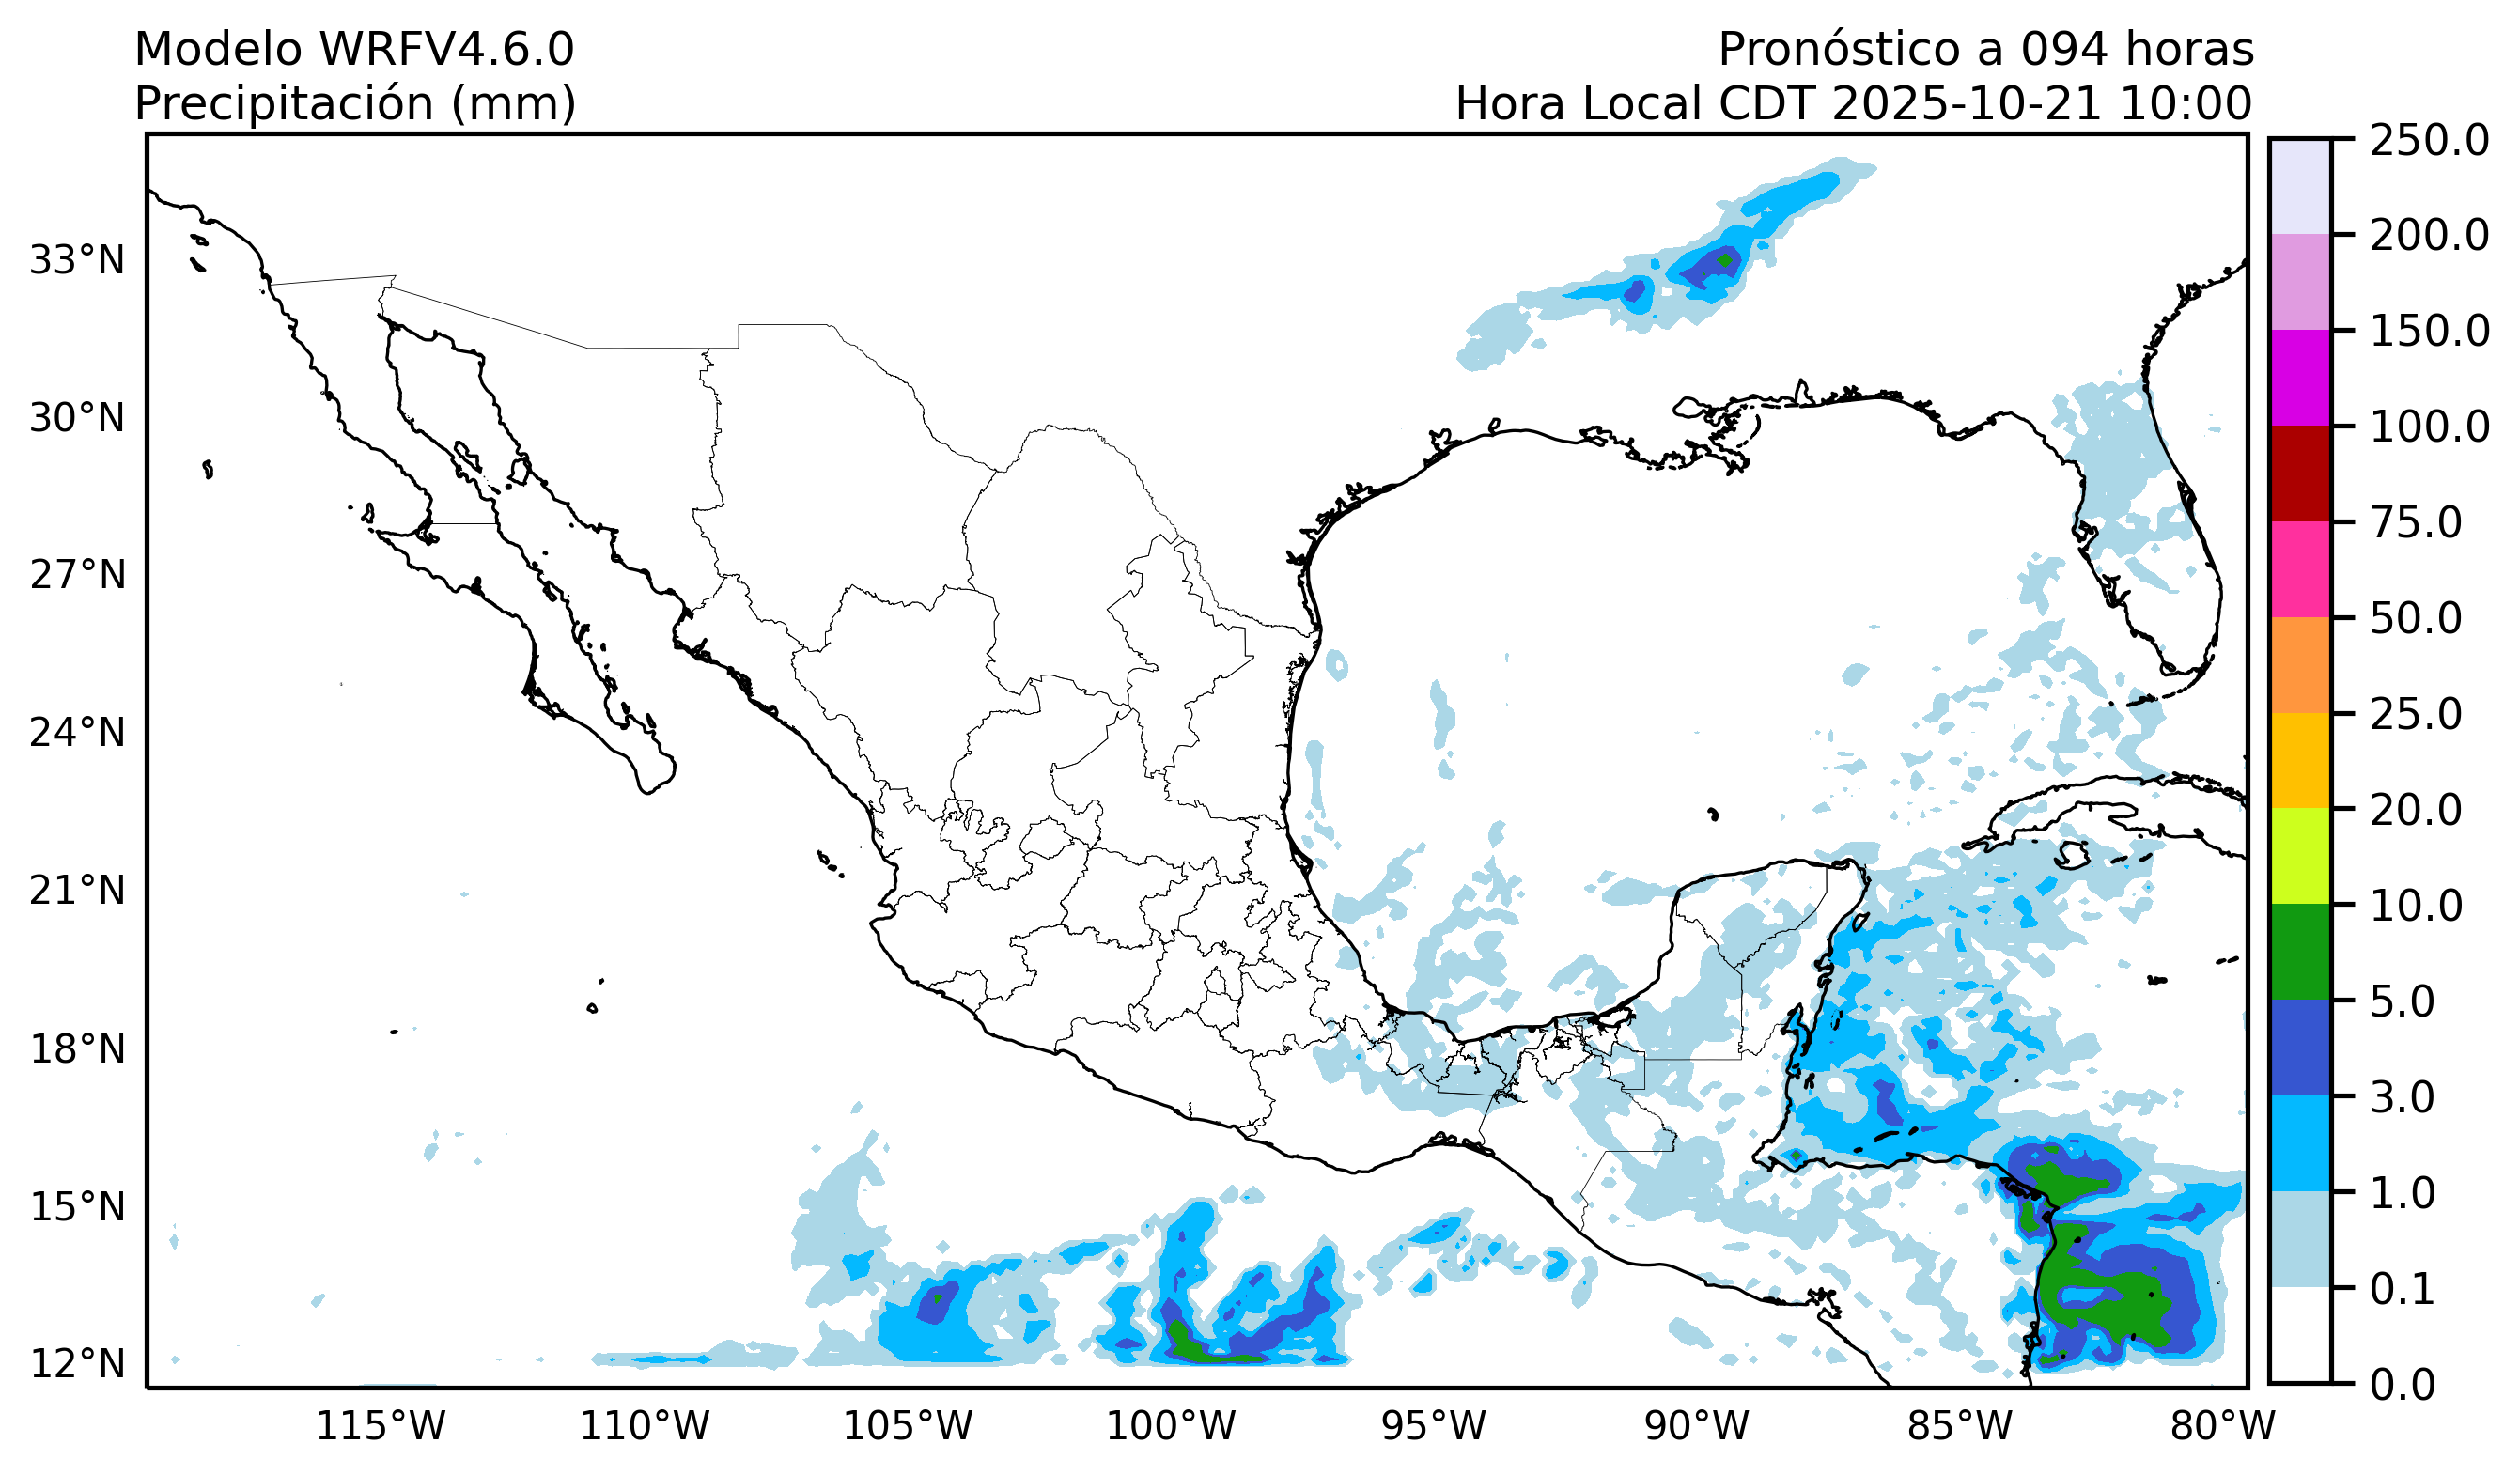 Modelo WRFV4.6.0
Precipitación (mm)
Pronóstico a 094 horas
Hora Local CDT 2025-10-21 10:00
33°N
30°N
27°N
24°N
21°N
18°N
15°N
12°N
115°W
110°W
105°W
100°W
95°W
90°W
85°W
80°W
250.0
200.0
150.0
100.0
75.0
50.0
25.0
20.0
10.0
5.0
3.0
1.0
0.1
0.0